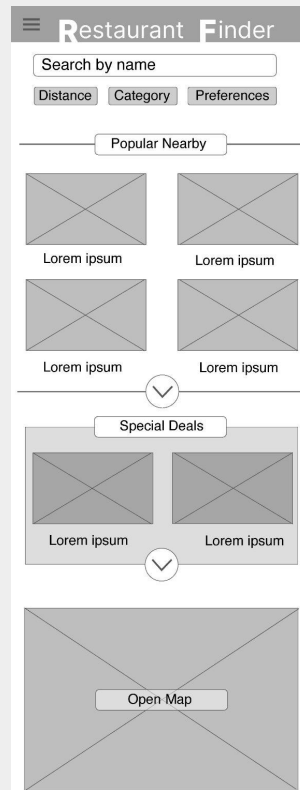 Restaurant Finder
Search by name
Distance Category Preferences
Popular Nearby
Lorem ipsum Lorem ipsum
Lorem ipsum Lorem ipsum
Special Deals
Lorem ipsum Lorem ipsum
Open Map